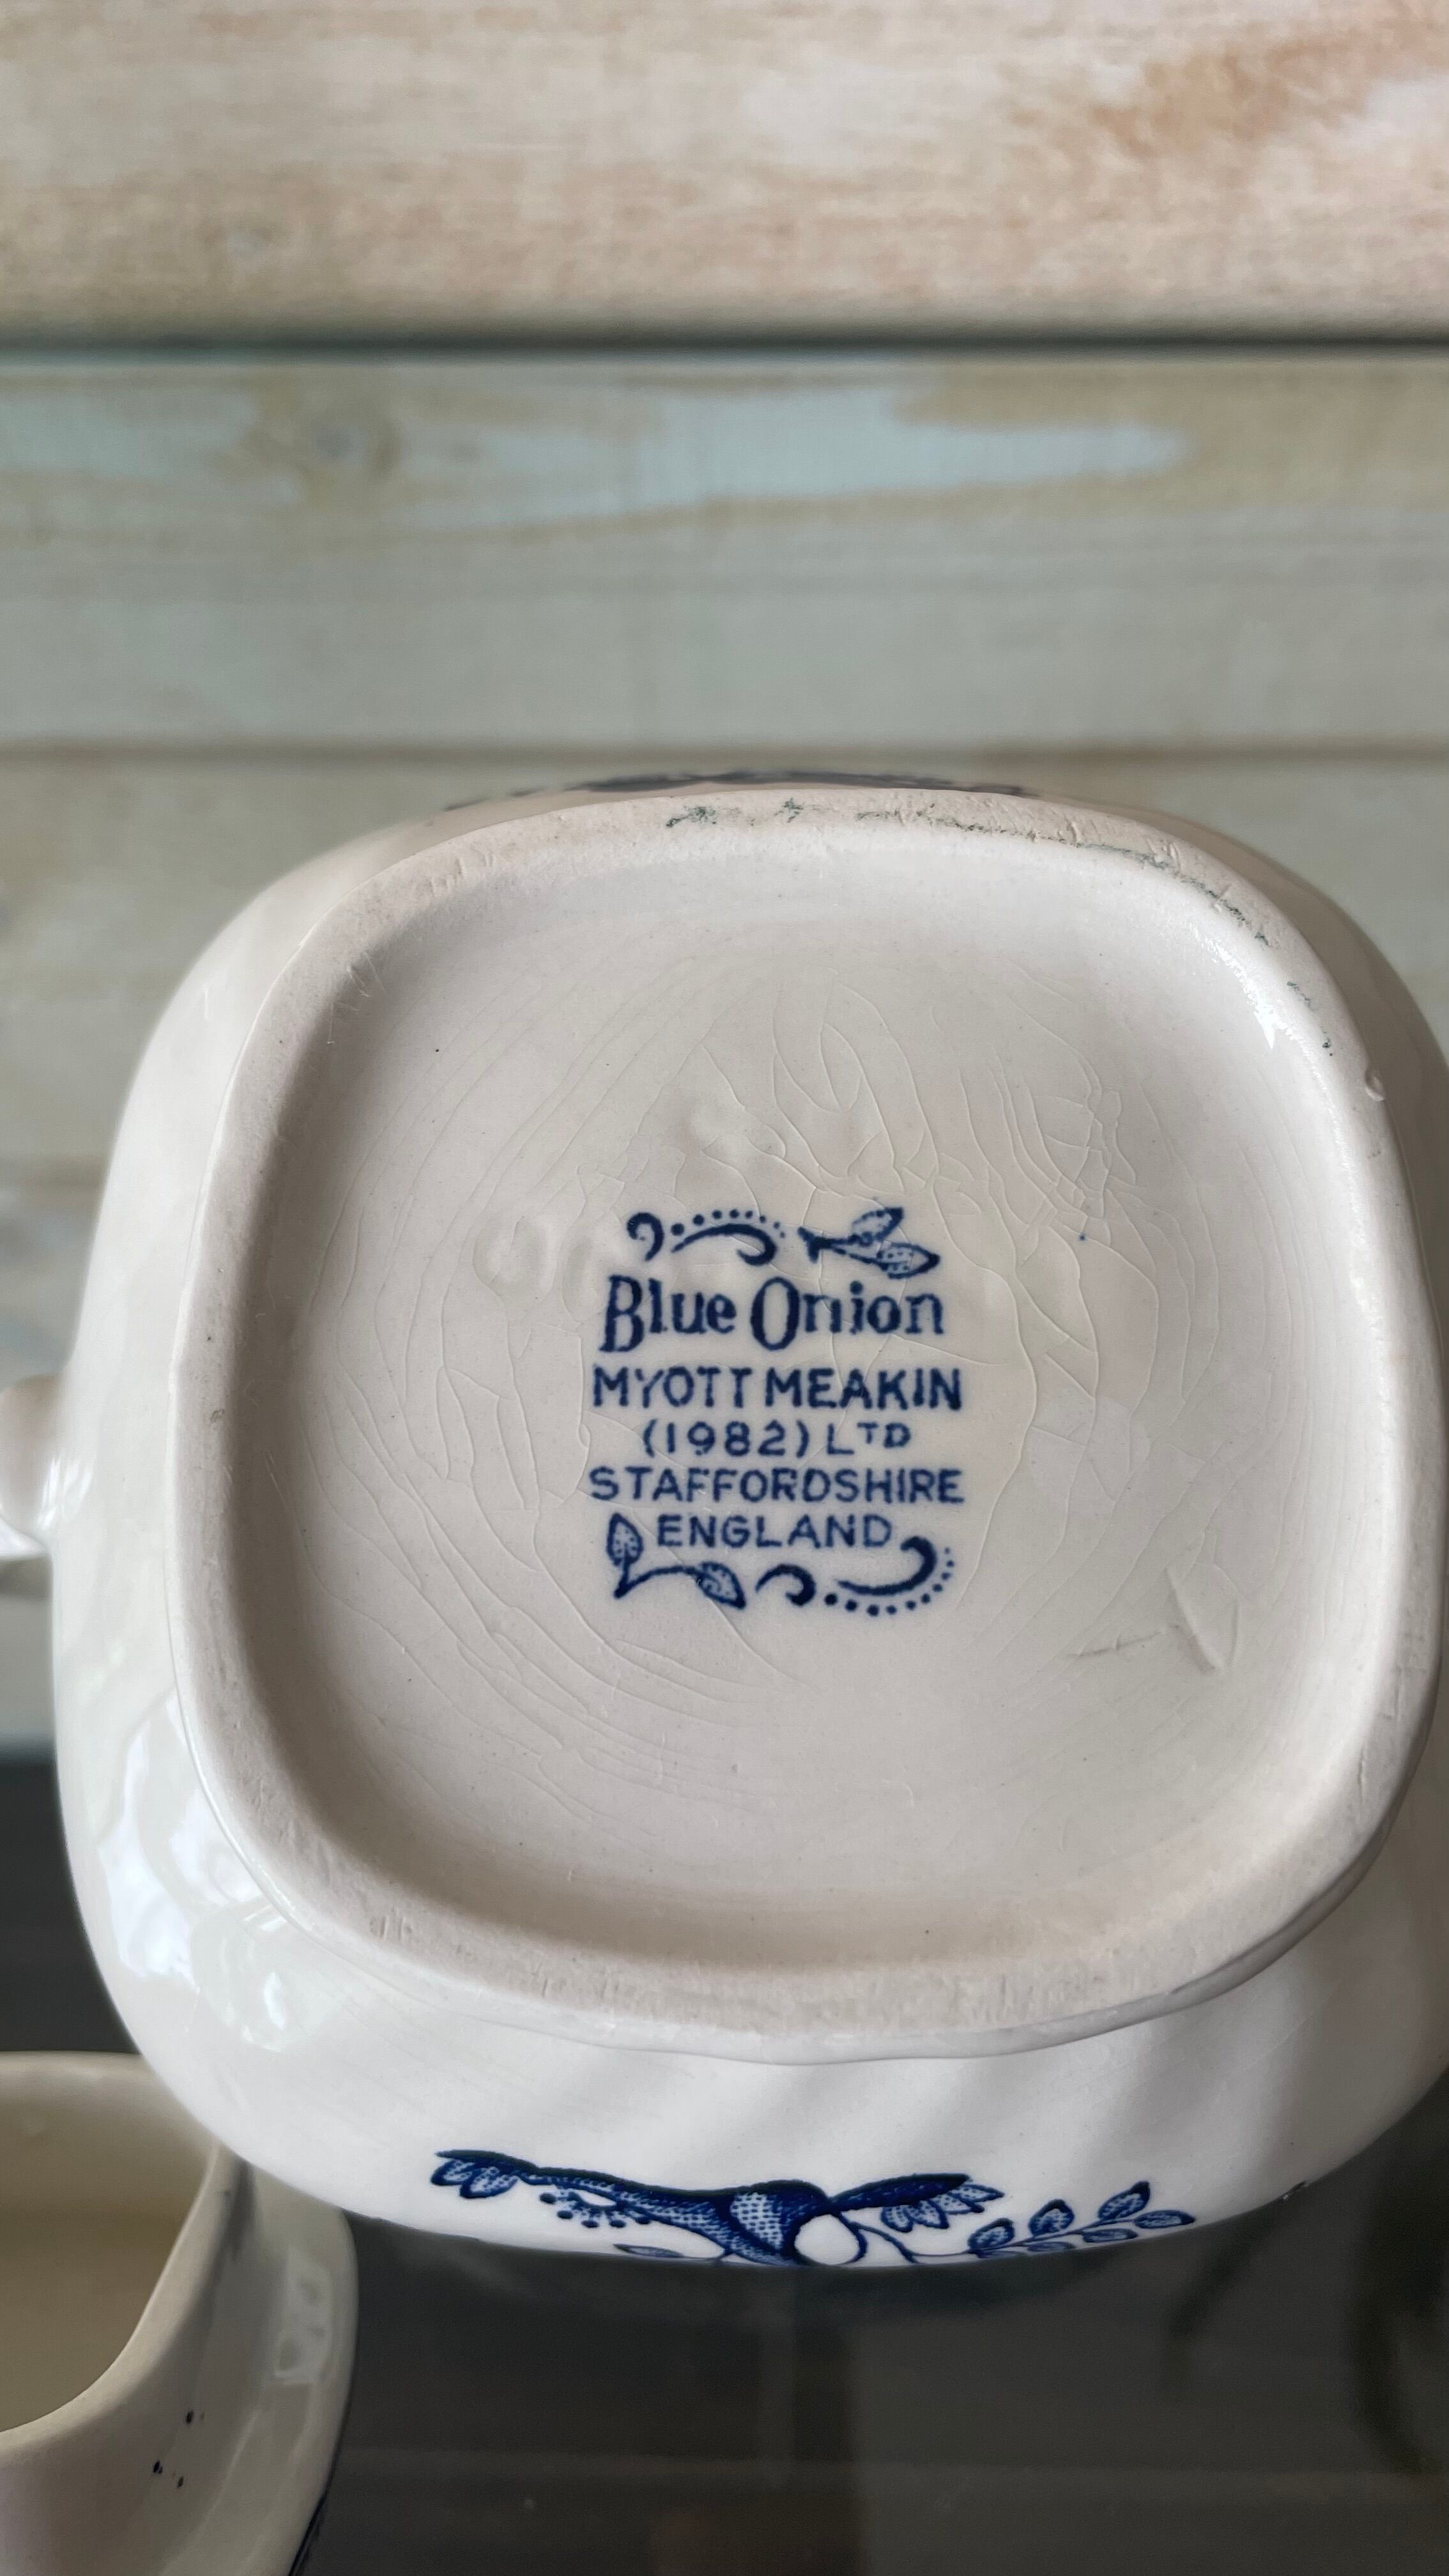 Blue Onion
MYOTT MEAKIN
(1982) LTD
STAFFORDSHIRE
ENGLAND